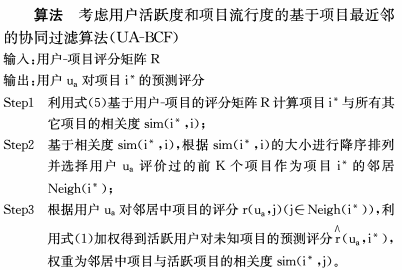 算法 考虑用户活跃度和项目流行度的基于项目最近邻
的协同过滤算法(UA-BCF)
输入:用户-项目评分矩阵 R
输出:用户 uₐ 对项目 i* 的预测评分
Step1 利用式(5)基于用户-项目的评分矩阵 R 计算项目 i* 与所有其
它项目的相关度 sim(i*,i);
Step2 基于相关度 sim(i*,i),根据 sim(i*,i)的大小进行降序排列
并选择用户 uₐ 评价过的前 K 个项目作为项目 i* 的邻居
Neigh(i*);
Step3 根据用户 uₐ 对邻居中项目的评分 r(uₐ,j)(j∈Neigh(i*)),利
用式(1)加权得到活跃用户对未知项目的预测评分 r̂(uₐ,i*),
权重为邻居中项目与活跃项目的相关度 sim(i*,j)。